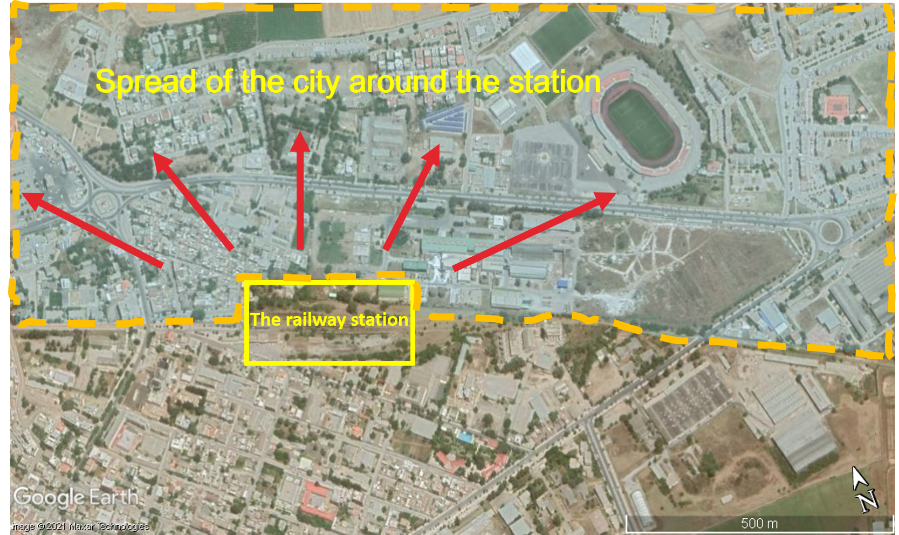 Spread of the city around the station
The railway station
Google Earth
Image © 2021 Maxar Technologies
N
500 m